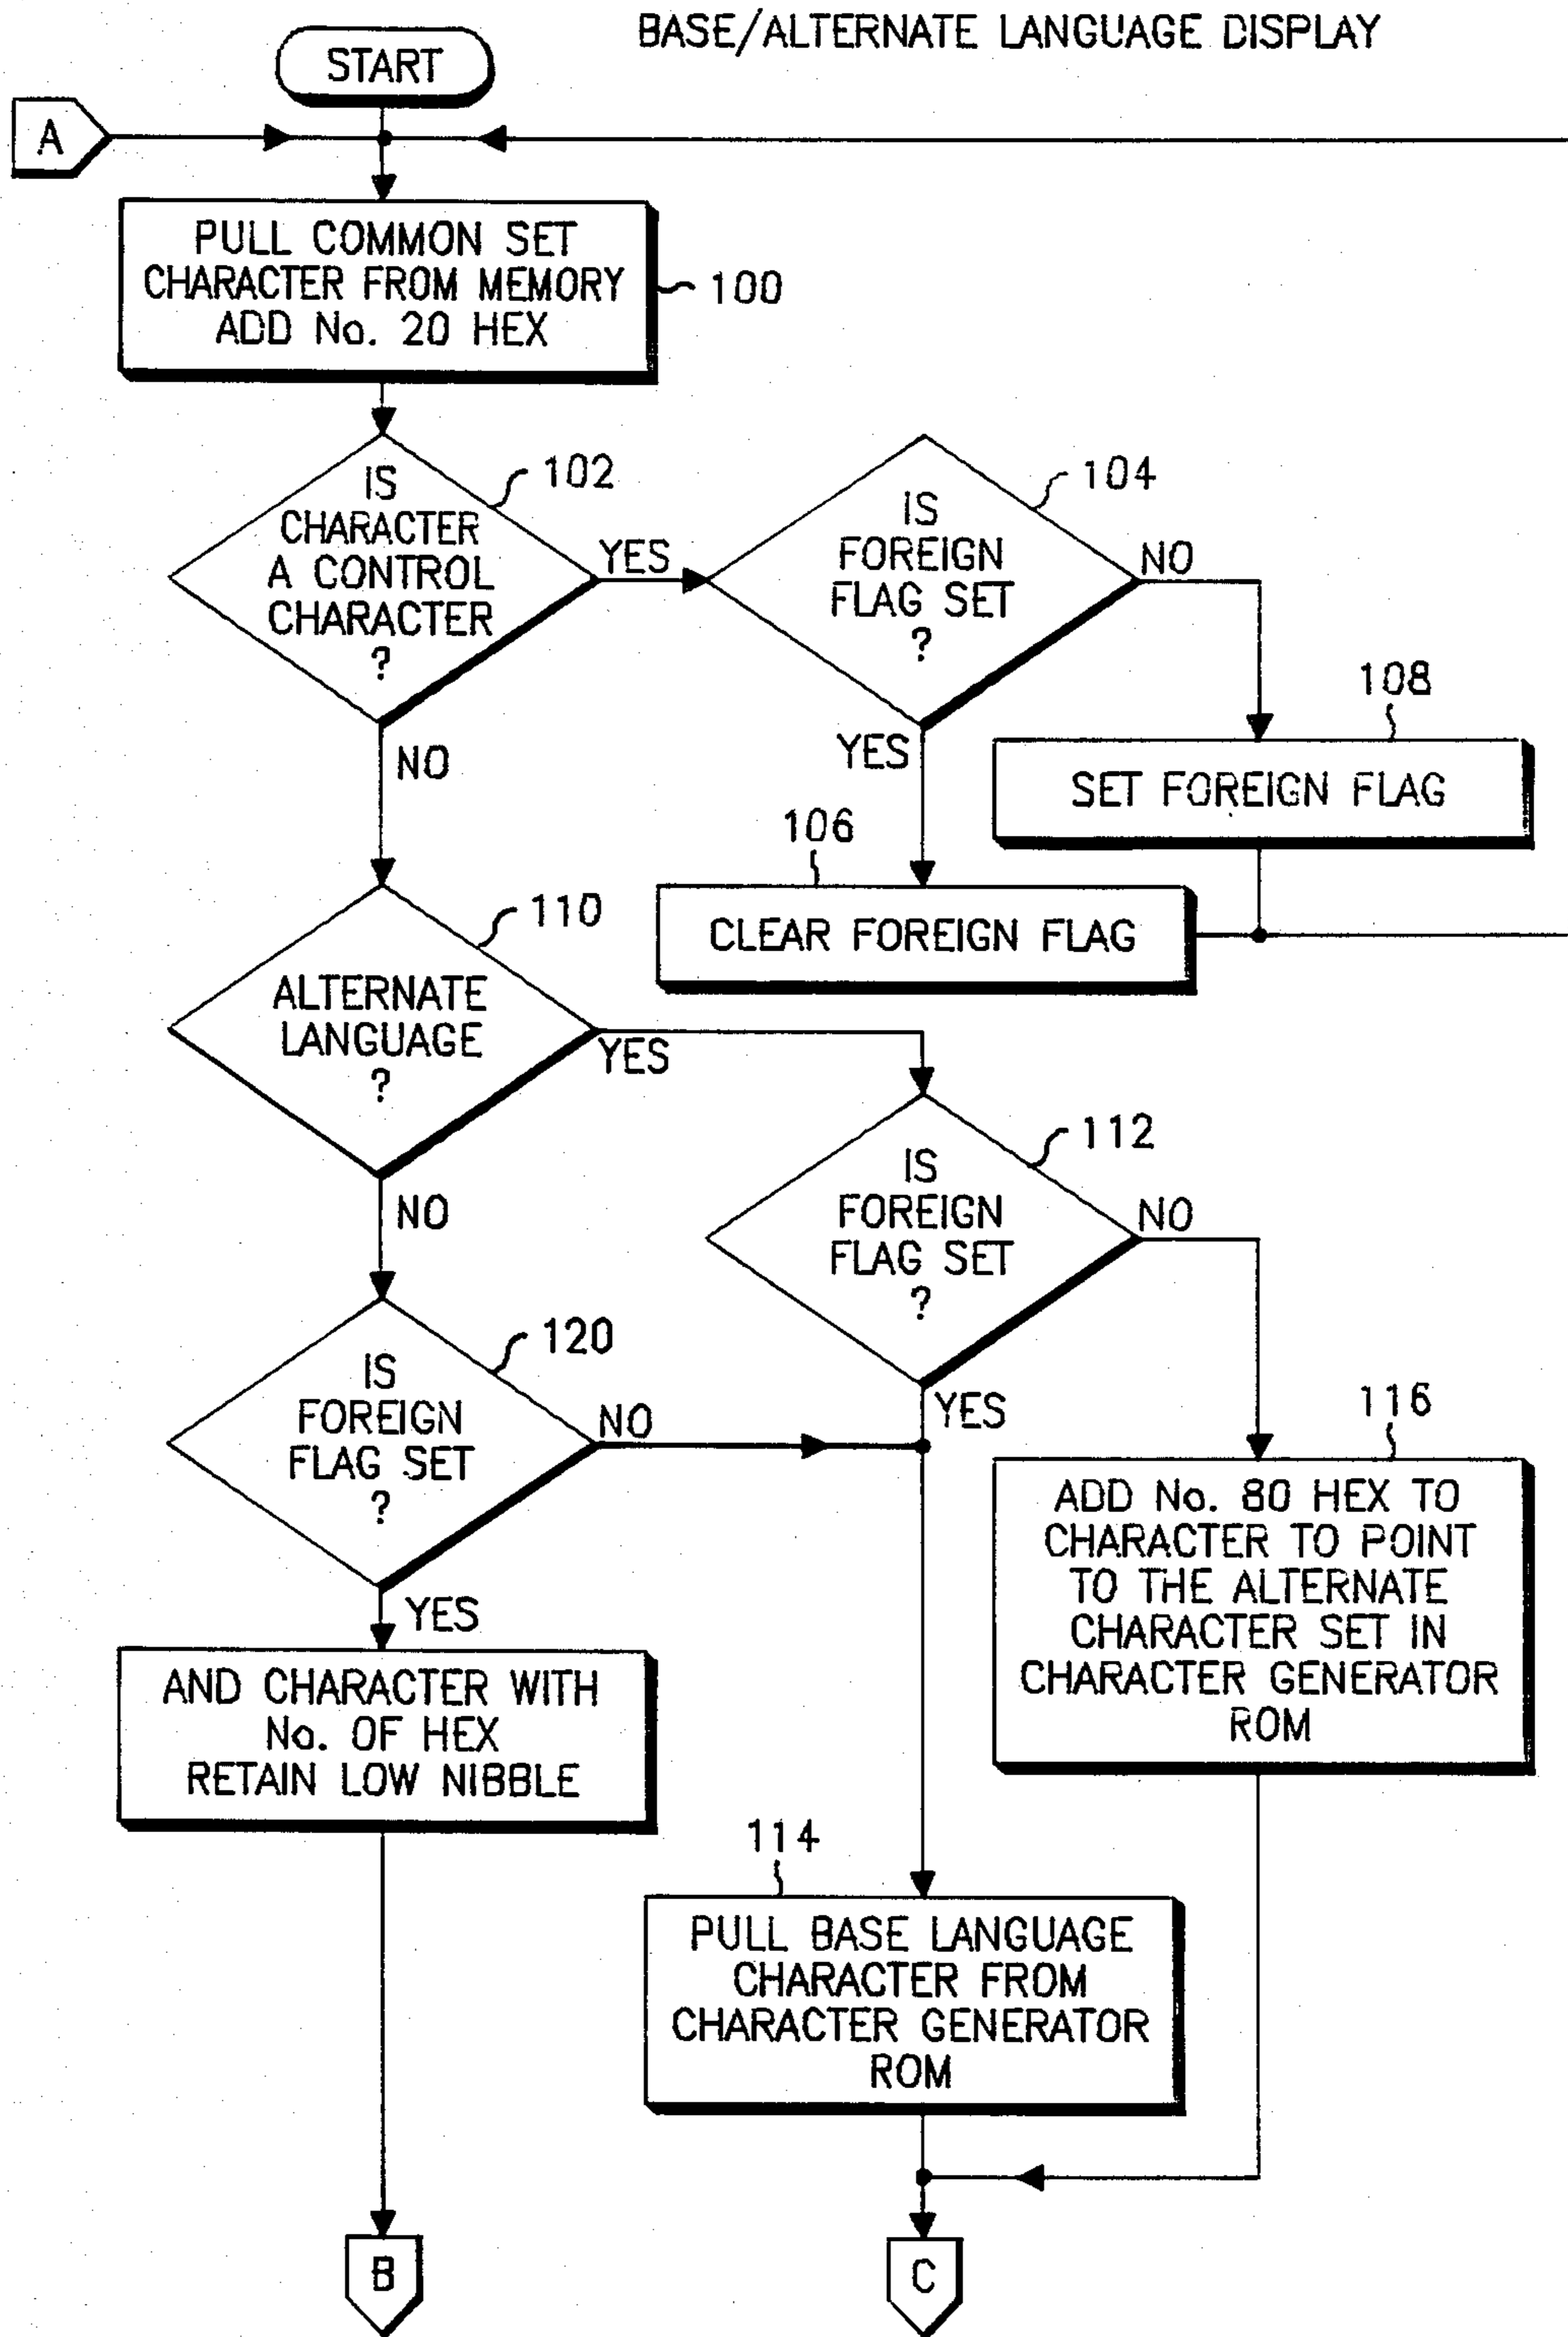 BASE/ALTERNATE LANGUAGE DISPLAY
START
A
PULL COMMON SET
CHARACTER FROM MEMORY
ADD No. 20 HEX
100
IS
CHARACTER
A CONTROL
CHARACTER
?
102
YES
NO
IS
FOREIGN
FLAG SET
?
104
NO
YES
108
SET FOREIGN FLAG
106
CLEAR FOREIGN FLAG
ALTERNATE
LANGUAGE
?
110
YES
NO
IS
FOREIGN
FLAG SET
?
112
NO
YES
IS
FOREIGN
FLAG SET
?
120
NO
YES
116
ADD No. 80 HEX TO
CHARACTER TO POINT
TO THE ALTERNATE
CHARACTER SET IN
CHARACTER GENERATOR
ROM
AND CHARACTER WITH
No. OF HEX
RETAIN LOW NIBBLE
114
PULL BASE LANGUAGE
CHARACTER FROM
CHARACTER GENERATOR
ROM
B
C